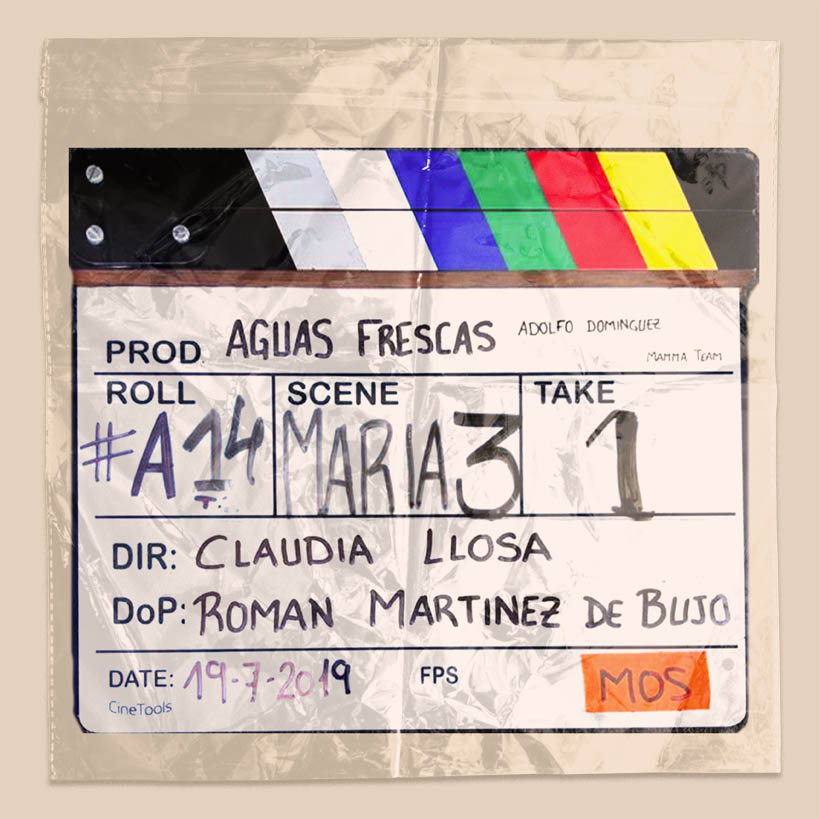 PROD. AGUAS FRESCAS ADOLFO DOMINGUEZ
MAMMA TEAM
ROLL SCENE TAKE
#A14 MARIA3 1
DIR: CLAUDIA LLOSA
DoP: ROMAN MARTINEZ DE BUJO
DATE: 19-7-2019 FPS MOS
CineTools